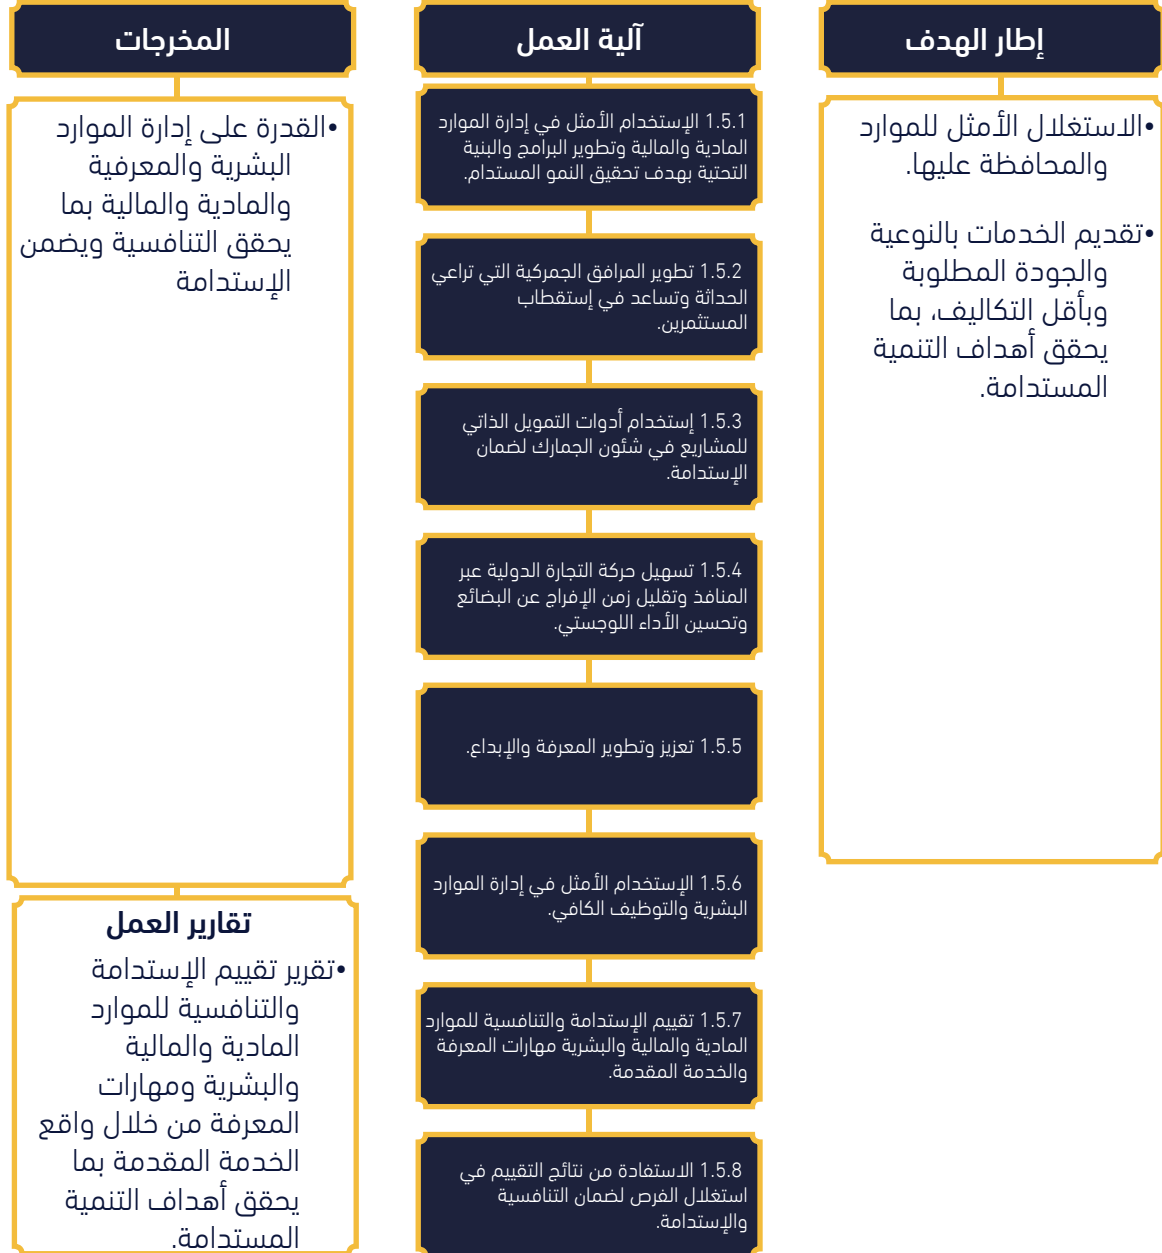 إطار الهدف
•الاستغلال الأمثل للموارد
والمحافظة عليها.
•تقديم الخدمات بالنوعية
والجودة المطلوبة
وبأقل التكاليف، بما
يحقق أهداف التنمية
المستدامة.
آلية العمل
1.5.1 الإستخدام الأمثل في إدارة الموارد
المادية والمالية وتطوير البرامج والبنية
التحتية بهدف تحقيق النمو المستدام.
1.5.2 تطوير المرافق الجمركية التي تراعي
الحداثة وتساعد في إستقطاب
المستثمرين.
1.5.3 إستخدام أدوات التمويل الذاتي
للمشاريع في شئون الجمارك لضمان
الإستدامة.
1.5.4 تسهيل حركة التجارة الدولية عبر
المنافذ وتقليل زمن الإفراج عن البضائع
وتحسين الأداء اللوجستي.
1.5.5 تعزيز وتطوير المعرفة والإبداع.
1.5.6 الإستخدام الأمثل في إدارة الموارد
البشرية والتوظيف الكافي.
1.5.7 تقييم الإستدامة والتنافسية للموارد
المادية والمالية والبشرية مهارات المعرفة
والخدمة المقدمة.
1.5.8 الاستفادة من نتائج التقييم في
استغلال الفرص لضمان التنافسية
والإستدامة.
المخرجات
•القدرة على إدارة الموارد
البشرية والمعرفية
والمادية والمالية بما
يحقق التنافسية ويضمن
الإستدامة
تقارير العمل
•تقرير تقييم الإستدامة
والتنافسية للموارد
المادية والمالية
والبشرية ومهارات
المعرفة من خلال واقع
الخدمة المقدمة بما
يحقق أهداف التنمية
المستدامة.